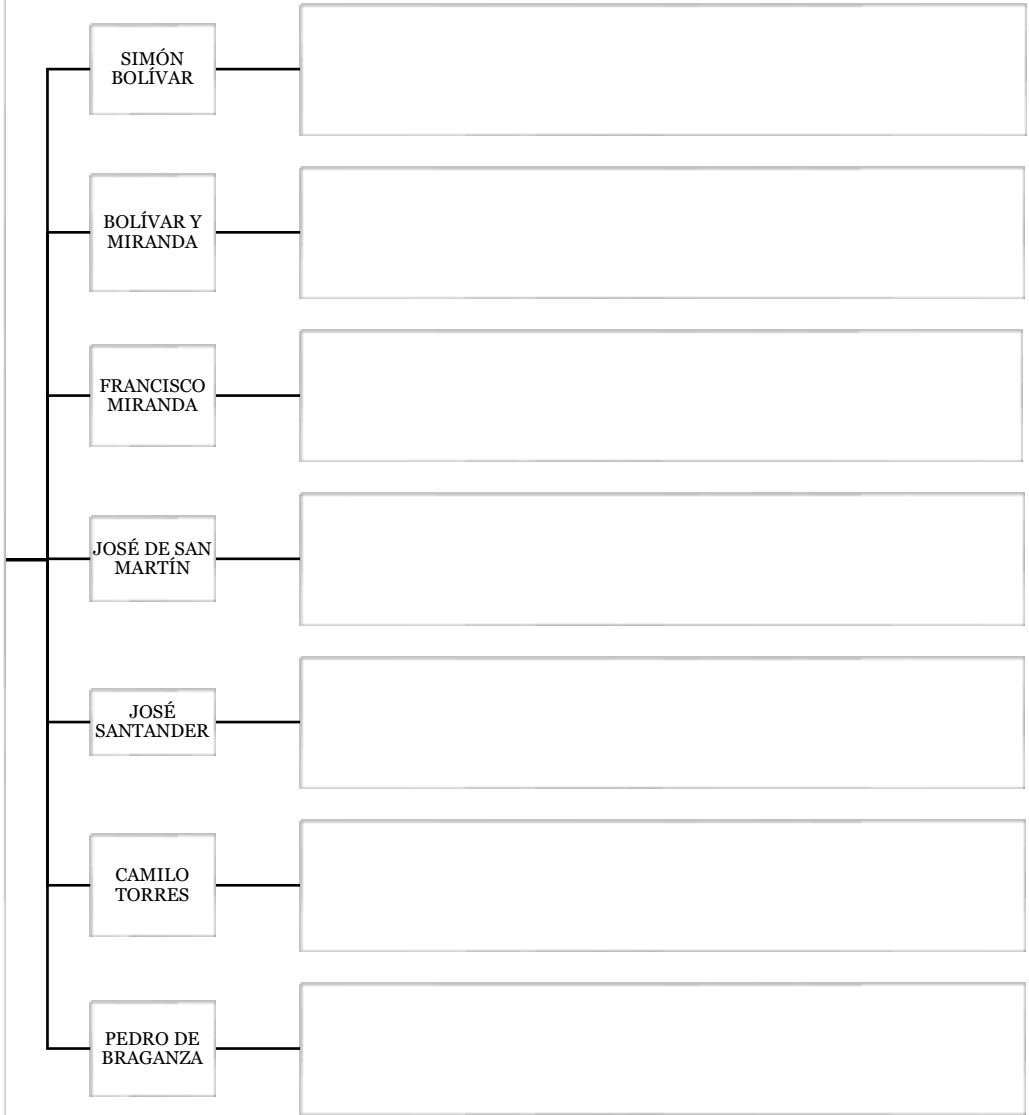 SIMÓN
BOLÍVAR
BOLÍVAR Y
MIRANDA
FRANCISCO
MIRANDA
JOSÉ DE SAN
MARTÍN
JOSÉ
SANTANDER
CAMILO
TORRES
PEDRO DE
BRAGANZA